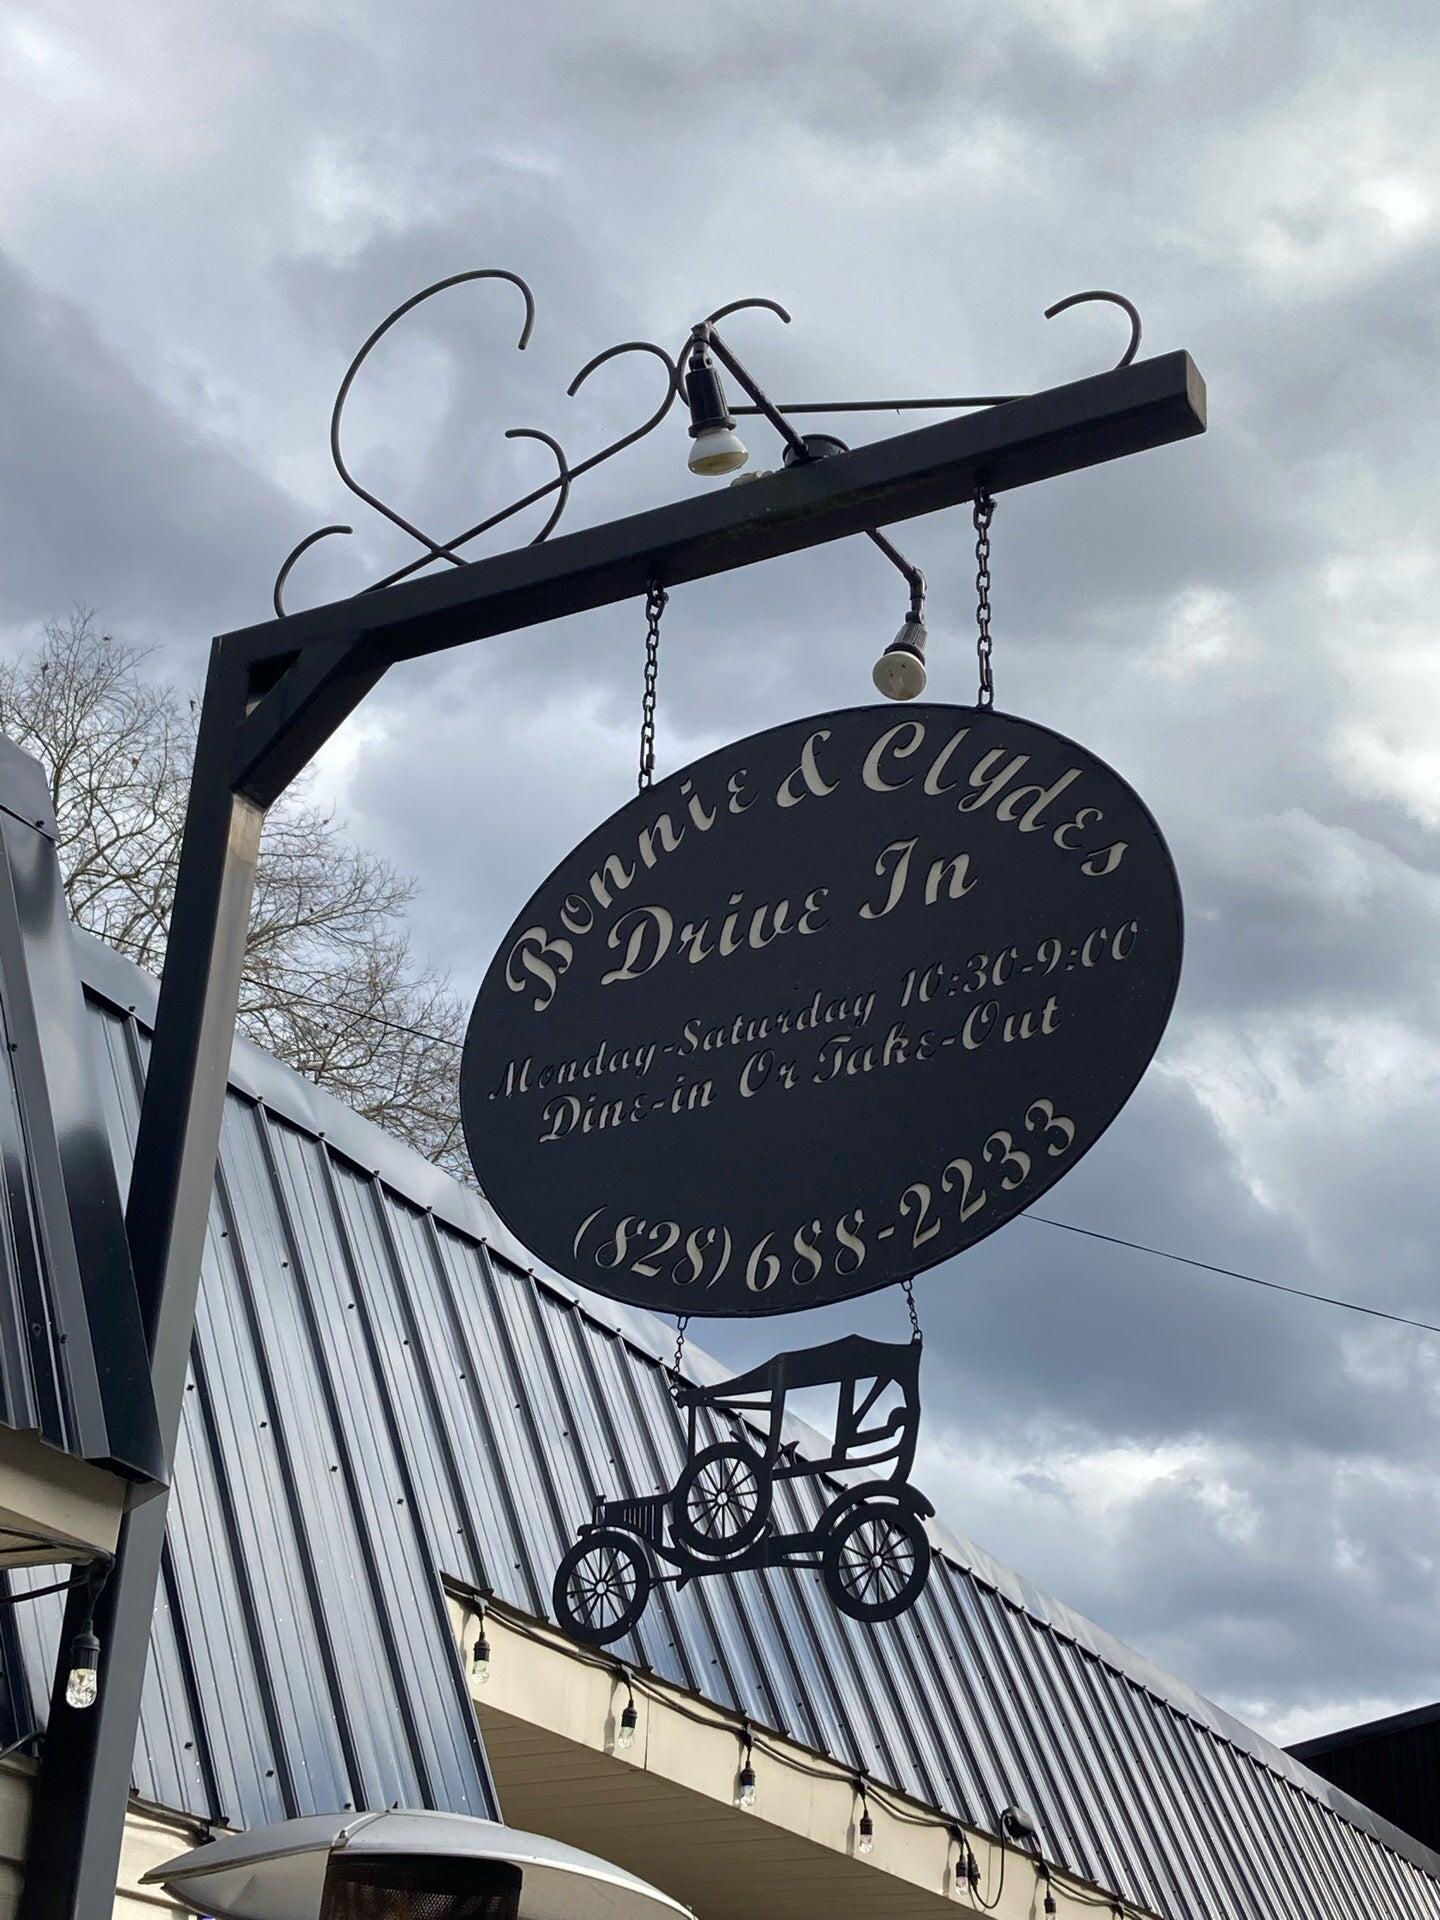 Bonnie & Clydes
Drive In
Monday-Saturday 10:30-9:00
Dine-in Or Take-Out
(828) 688-2233